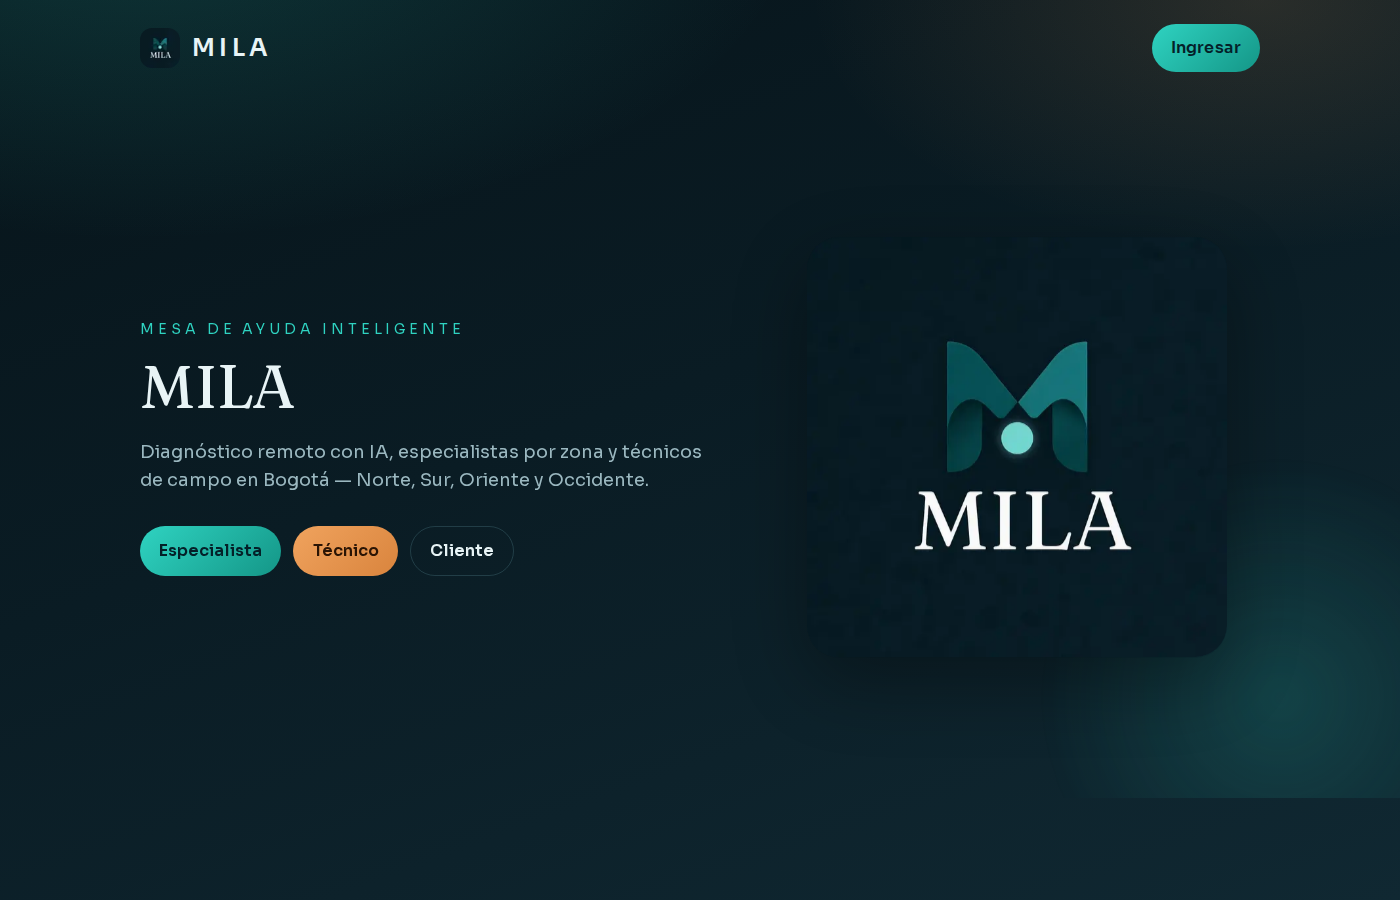 MILA
MILA
Ingresar
MESA DE AYUDA INTELIGENTE
MILA
Diagnóstico remoto con IA, especialistas por zona y técnicos
de campo en Bogotá — Norte, Sur, Oriente y Occidente.
Especialista
Técnico
Cliente
MILA